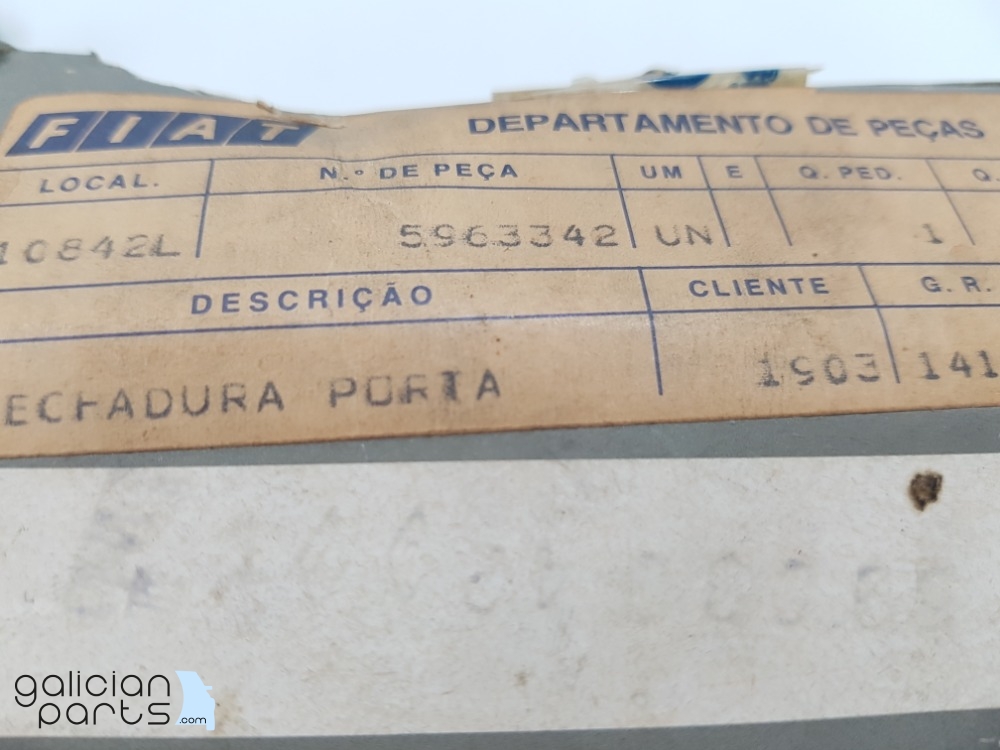 FIAT DEPARTAMENTO DE PEÇAS
LOCAL. N.º DE PEÇA UM E Q. PED. Q.
10842L 5963342 UN 1
DESCRIÇÃO CLIENTE G. R.
ECHADURA PORTA 1903 141
galician
parts.com